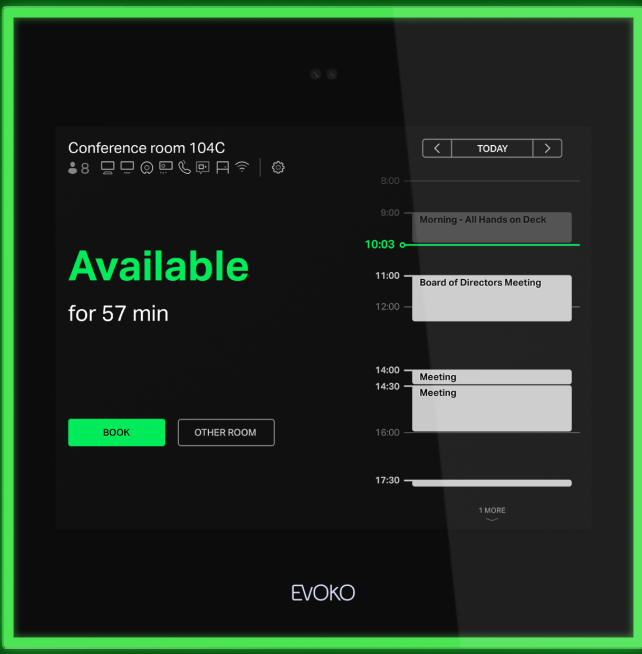 Conference room 104C
8
Available
for 57 min
BOOK
OTHER ROOM
TODAY
8:00
9:00
Morning - All Hands on Deck
10:03
11:00
Board of Directors Meeting
12:00
14:00
Meeting
14:30
Meeting
16:00
17:30
1 MORE
EVOKO